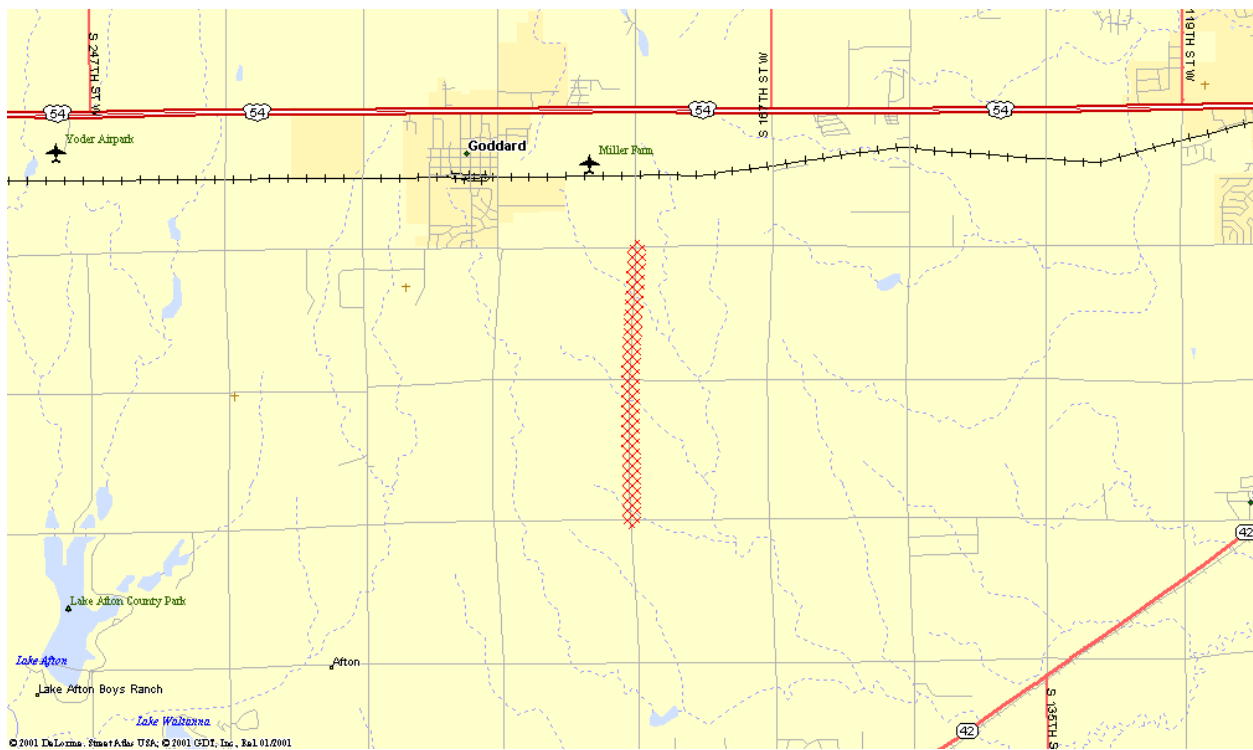 S 247TH ST W
S 167TH ST W
119TH ST W
54
54
54
54
Yoder Airpark
Goddard
Miller Farm
42
Lake Afton County Park
Lake Afton
Afton
Lake Afton Boys Ranch
S 135TH S
Lake Waltanna
42
© 2001 DeLorme. Street Atlas USA; © 2001 GDT, Inc., Rel. 01/2001